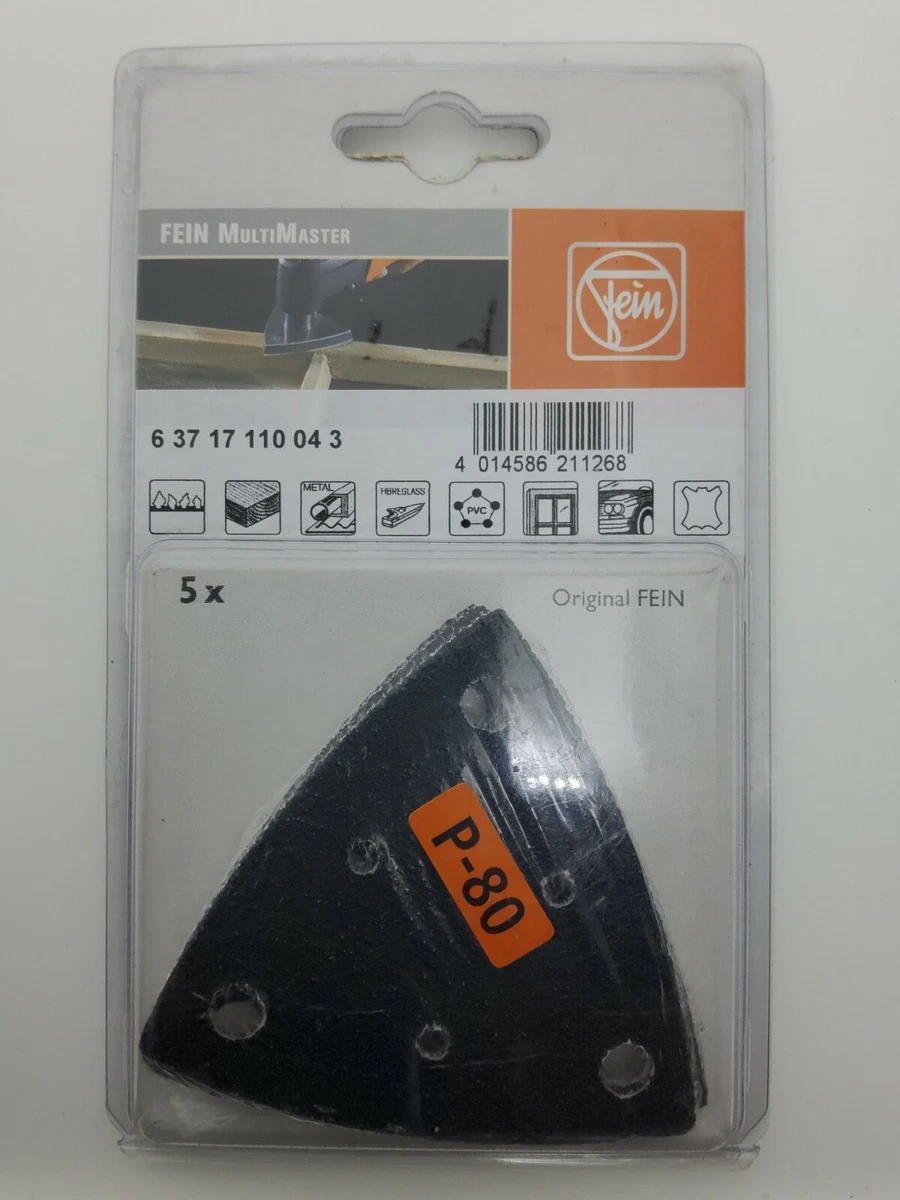 FEIN MULTIMASTER
fein
6 37 17 110 04 3
4 014586 211268
METAL
FIBREGLASS
PVC
5 x
Original FEIN
P-80